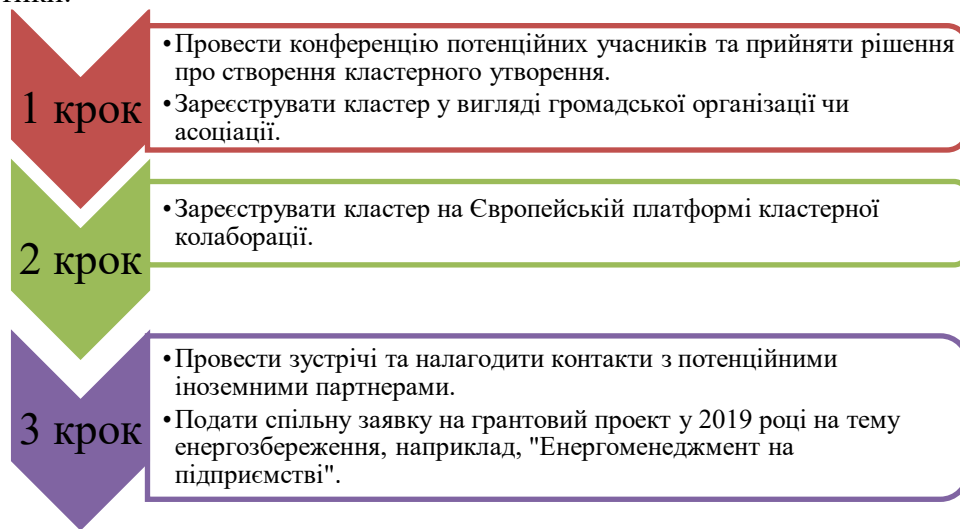 1 крок
•Провести конференцію потенційних учасників та прийняти рішення
про створення кластерного утворення.
•Зареєструвати кластер у вигляді громадської організації чи
асоціації.
2 крок
•Зареєструвати кластер на Європейській платформі кластерної
колаборації.
3 крок
•Провести зустрічі та налагодити контакти з потенційними
іноземними партнерами.
•Подати спільну заявку на грантовий проект у 2019 році на тему
енергозбереження, наприклад, "Енергоменеджмент на
підприємстві".